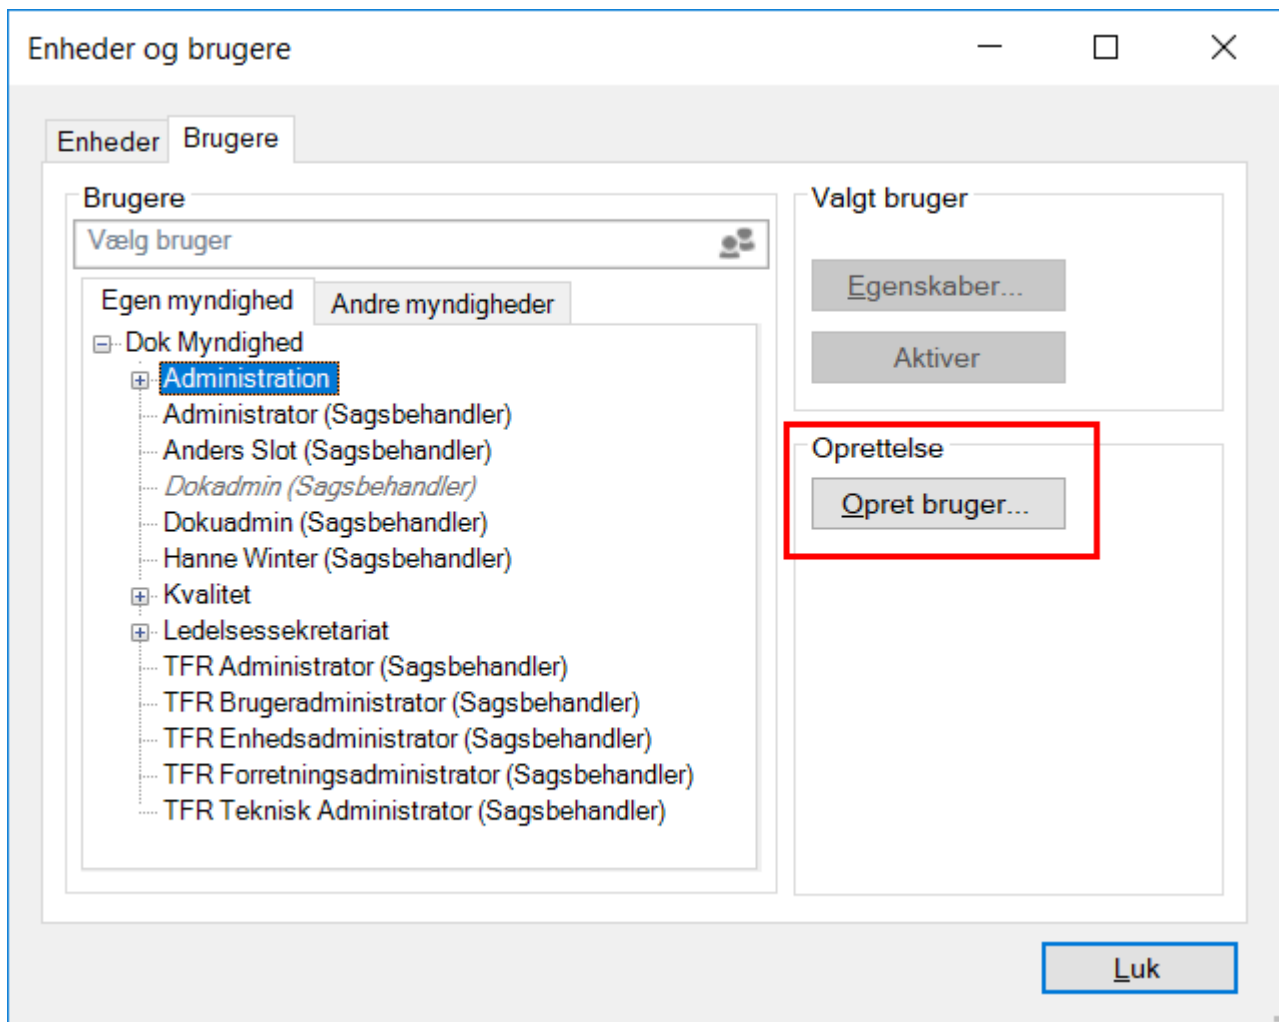 Enheder og brugere
Enheder
Brugere
Brugere
Vælg bruger
Egen myndighed
Andre myndigheder
Dok Myndighed
Administration
Administrator (Sagsbehandler)
Anders Slot (Sagsbehandler)
Dokadmin (Sagsbehandler)
Dokuadmin (Sagsbehandler)
Hanne Winter (Sagsbehandler)
Kvalitet
Ledelsessekretariat
TFR Administrator (Sagsbehandler)
TFR Brugeradministrator (Sagsbehandler)
TFR Enhedsadministrator (Sagsbehandler)
TFR Forretningsadministrator (Sagsbehandler)
TFR Teknisk Administrator (Sagsbehandler)
Valgt bruger
Egenskaber...
Aktiver
Oprettelse
Opret bruger...
Luk